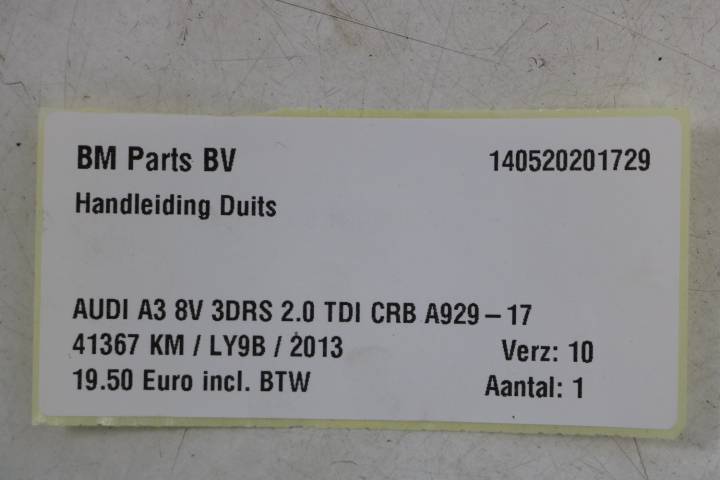 BM Parts BV 140520201729
Handleiding Duits
AUDI A3 8V 3DRS 2.0 TDI CRB A929-17
41367 KM / LY9B / 2013 Verz: 10
19.50 Euro incl. BTW Aantal: 1